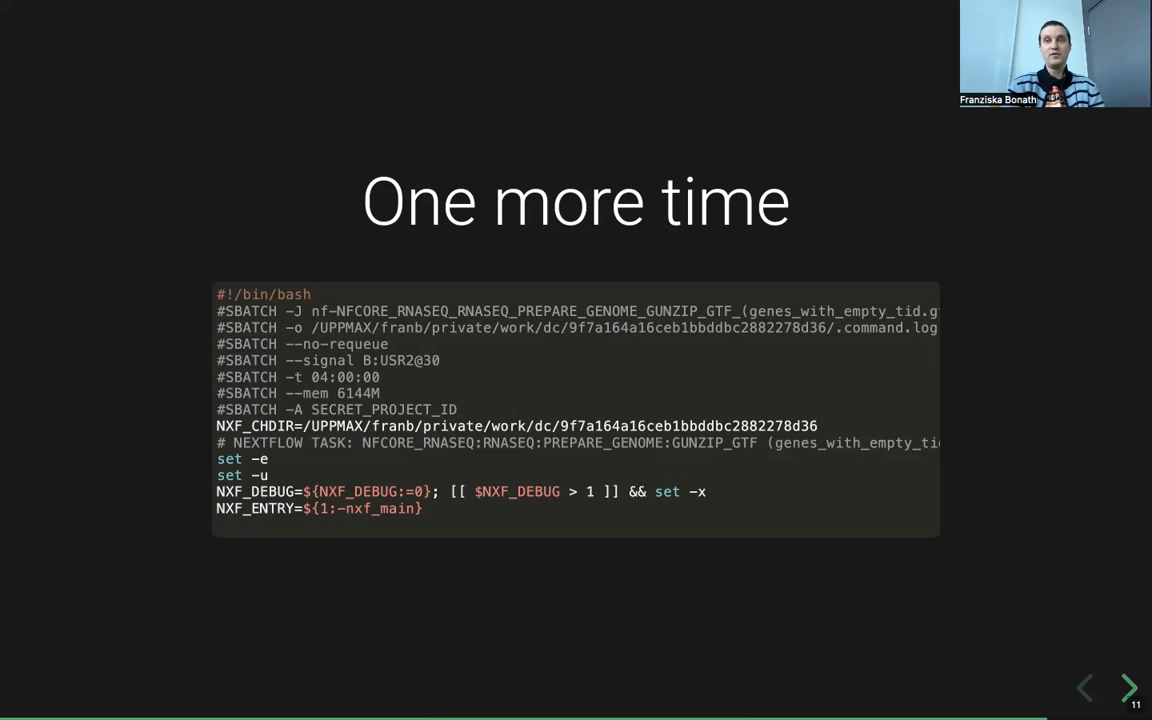 Franziska Bonath
One more time
#!/bin/bash
#SBATCH -J nf-NFCORE_RNASEQ_RNASEQ_PREPARE_GENOME_GUNZIP_GTF_(genes_with_empty_tid.gt
#SBATCH -o /UPPMAX/franb/private/work/dc/9f7a164a16ceb1bbddbc2882278d36/.command.log
#SBATCH --no-requeue
#SBATCH --signal B:USR2@30
#SBATCH -t 04:00:00
#SBATCH --mem 6144M
#SBATCH -A SECRET_PROJECT_ID
NXF_CHDIR=/UPPMAX/franb/private/work/dc/9f7a164a16ceb1bbddbc2882278d36
# NEXTFLOW TASK: NFCORE_RNASEQ:RNASEQ:PREPARE_GENOME:GUNZIP_GTF (genes_with_empty_tid
set -e
set -u
NXF_DEBUG=${NXF_DEBUG:=0}; [[ $NXF_DEBUG > 1 ]] && set -x
NXF_ENTRY=${1:-nxf_main}
11